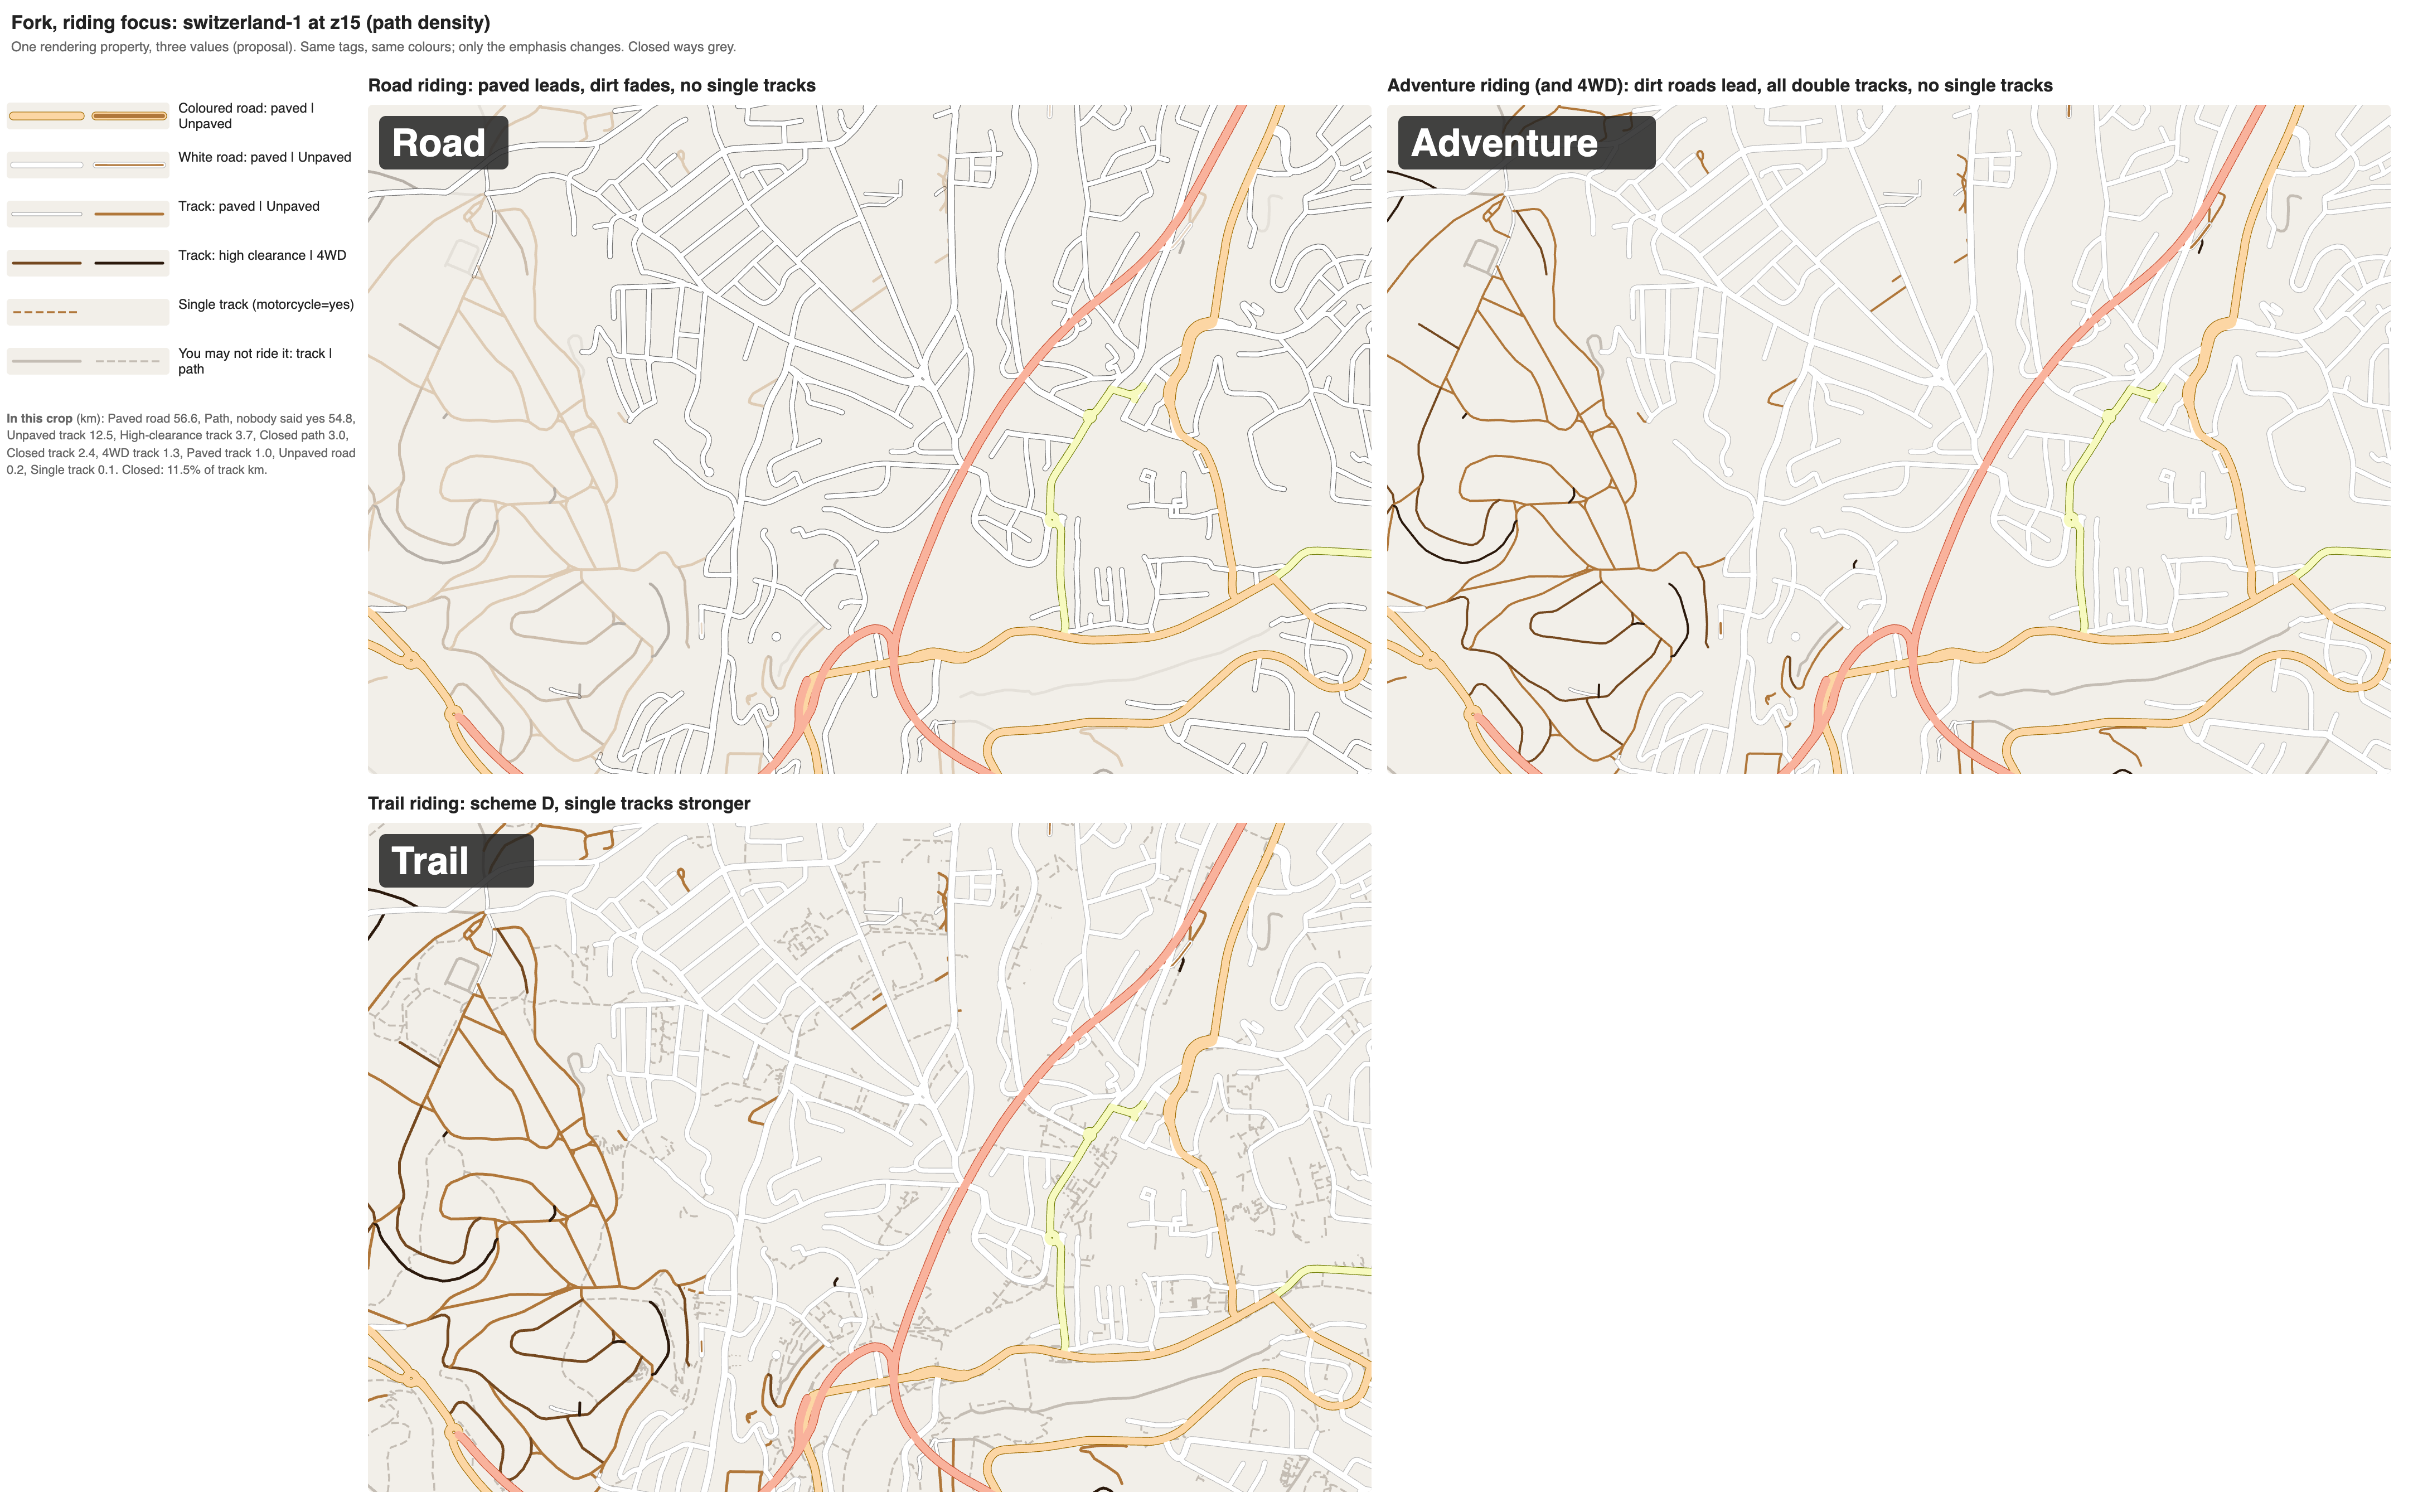 Fork, riding focus: switzerland-1 at z15 (path density)
One rendering property, three values (proposal). Same tags, same colours; only the emphasis changes. Closed ways grey.
Coloured road: paved | 
Unpaved
White road: paved | Unpaved
Track: paved | Unpaved
Track: high clearance | 4WD
Single track (motorcycle=yes)
You may not ride it: track | 
path
In this crop (km): Paved road 56.6, Path, nobody said yes 54.8,
Unpaved track 12.5, High-clearance track 3.7, Closed path 3.0,
Closed track 2.4, 4WD track 1.3, Paved track 1.0, Unpaved road
0.2, Single track 0.1. Closed: 11.5% of track km.
Road riding: paved leads, dirt fades, no single tracks
Road
Adventure riding (and 4WD): dirt roads lead, all double tracks, no single tracks
Adventure
Trail riding: scheme D, single tracks stronger
Trail